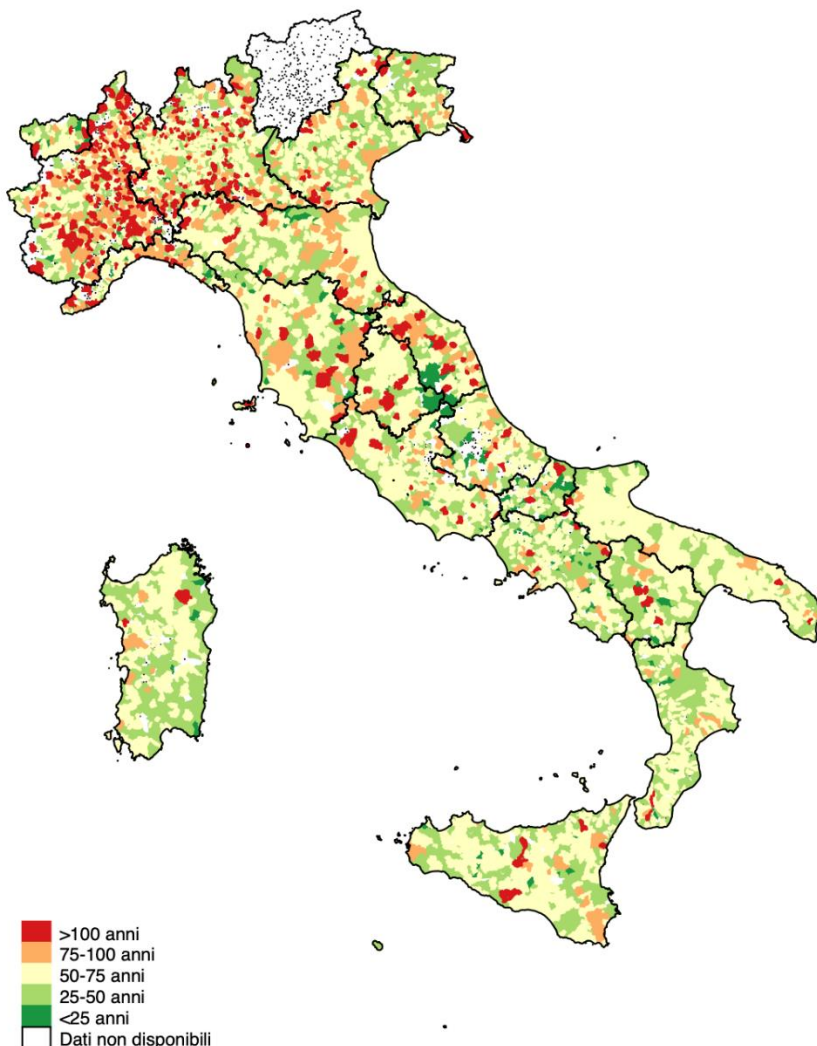 >100 anni
75-100 anni
50-75 anni
25-50 anni
<25 anni
Dati non disponibili